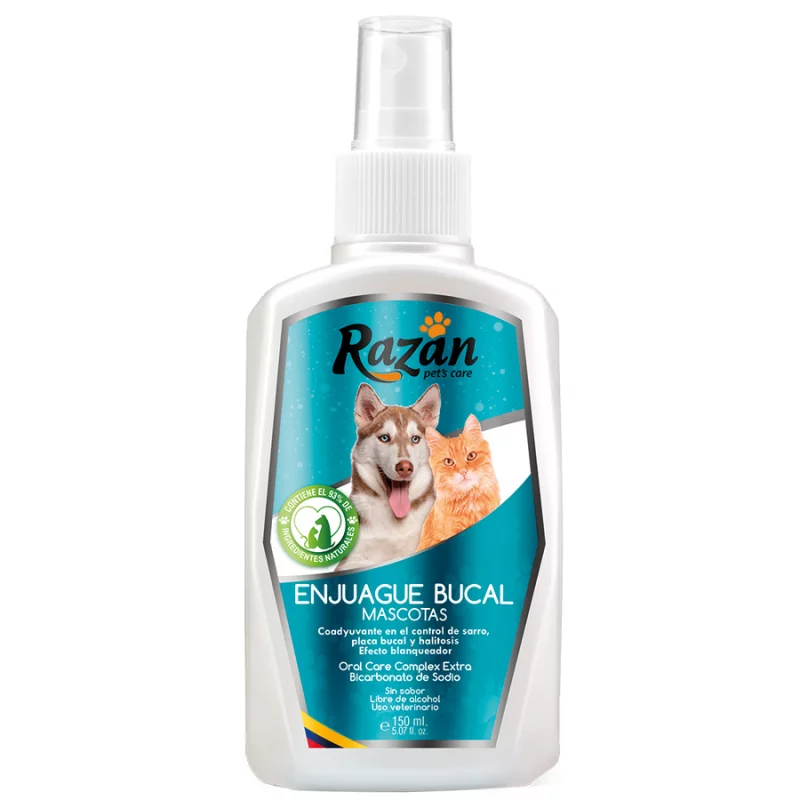 Razán
pet's care
CONTIENE EL 93% DE
INGREDIENTES NATURALES
ENJUAGUE BUCAL
MASCOTAS
Coadyuvante en el control de sarro,
placa bucal y halitosis
Efecto blanqueador
Oral Care Complex Extra
Bicarbonato de Sodio
Sin sabor
Libre de alcohol
Uso veterinario
℮ 150 ml.
5.07 fl. oz.